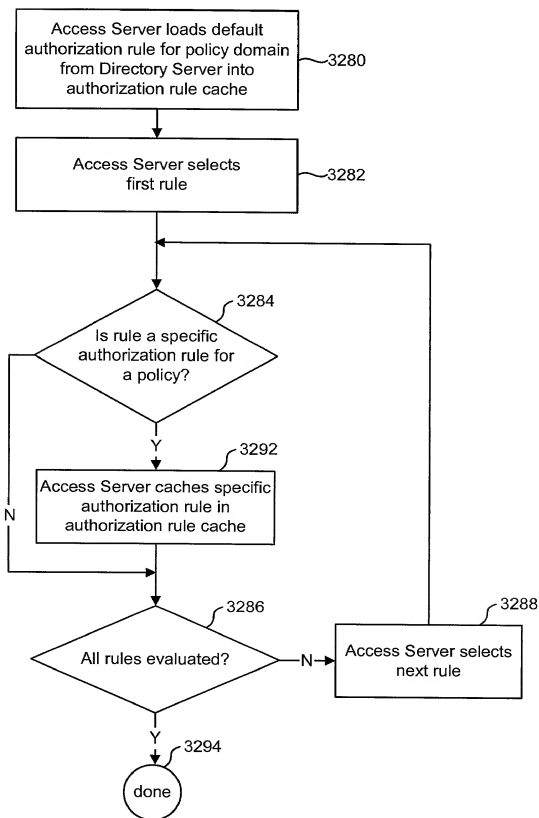 Access Server loads default
authorization rule for policy domain
from Directory Server into
authorization rule cache
3280
Access Server selects
first rule
3282
3284
Is rule a specific
authorization rule for
a policy?
Y
3292
Access Server caches specific
authorization rule in
authorization rule cache
N
3286
All rules evaluated?
N
3288
Access Server selects
next rule
Y
3294
done